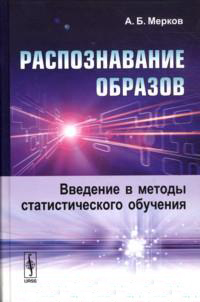 А. Б. Мерков
РАСПОЗНАВАНИЕ
ОБРАЗОВ
Введение в методы
статистического обучения
URSS